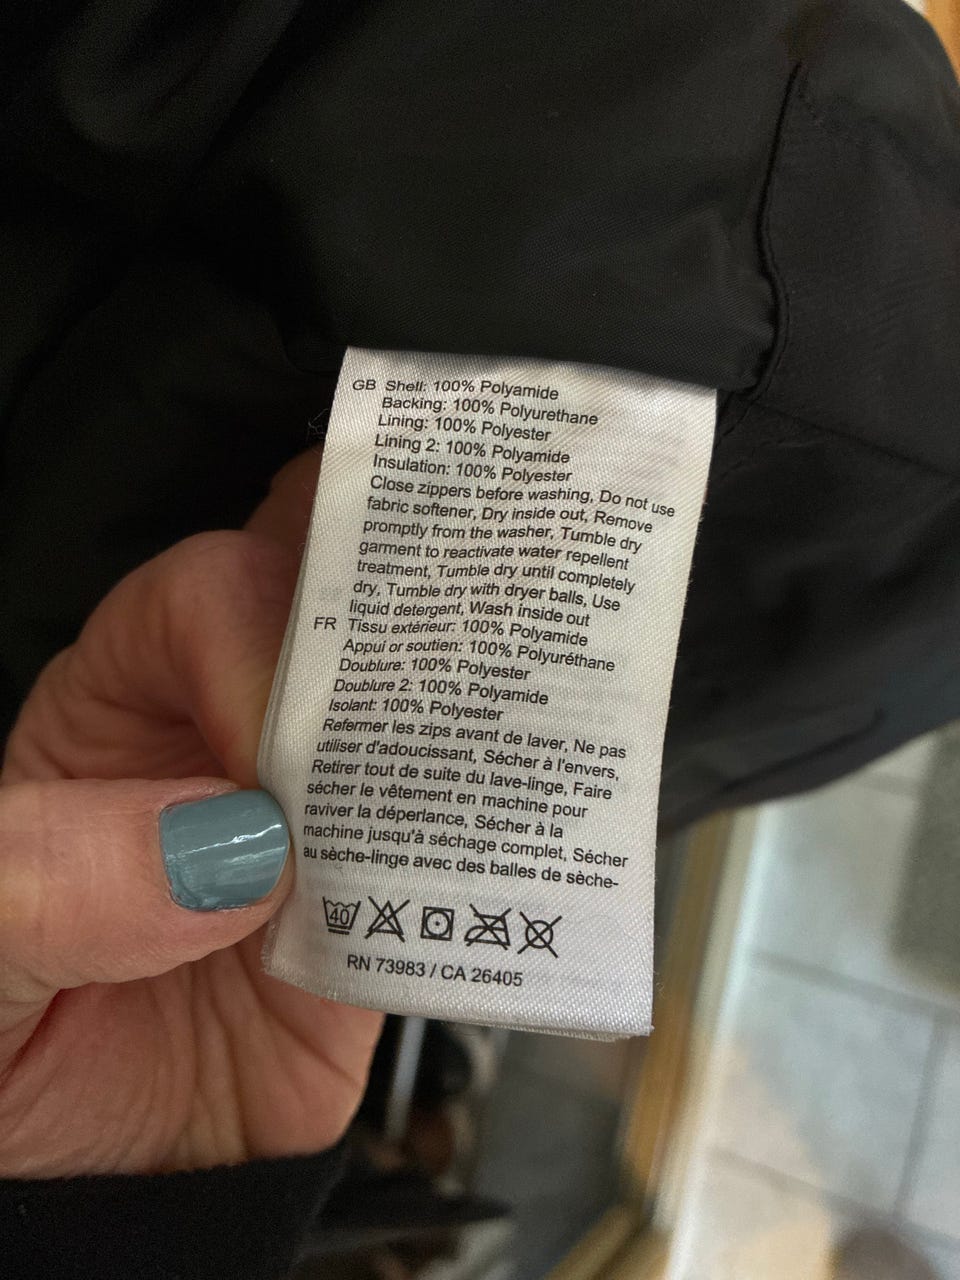 GB Shell: 100% Polyamide
Backing: 100% Polyurethane
Lining: 100% Polyester
Lining 2: 100% Polyamide
Insulation: 100% Polyester
Close zippers before washing, Do not use
fabric softener, Dry inside out, Remove
promptly from the washer, Tumble dry
garment to reactivate water repellent
treatment, Tumble dry until completely
dry, Tumble dry with dryer balls, Use
liquid detergent, Wash inside out
FR Tissu extérieur: 100% Polyamide
Appui or soutien: 100% Polyuréthane
Doublure: 100% Polyester
Doublure 2: 100% Polyamide
Isolant: 100% Polyester
Refermer les zips avant de laver, Ne pas
utiliser d'adoucissant, Sécher à l'envers,
Retirer tout de suite du lave-linge, Faire
sécher le vêtement en machine pour
raviver la déperlance, Sécher à la
machine jusqu'à séchage complet, Sécher
au sèche-linge avec des balles de sèche-
40
RN 73983 / CA 26405